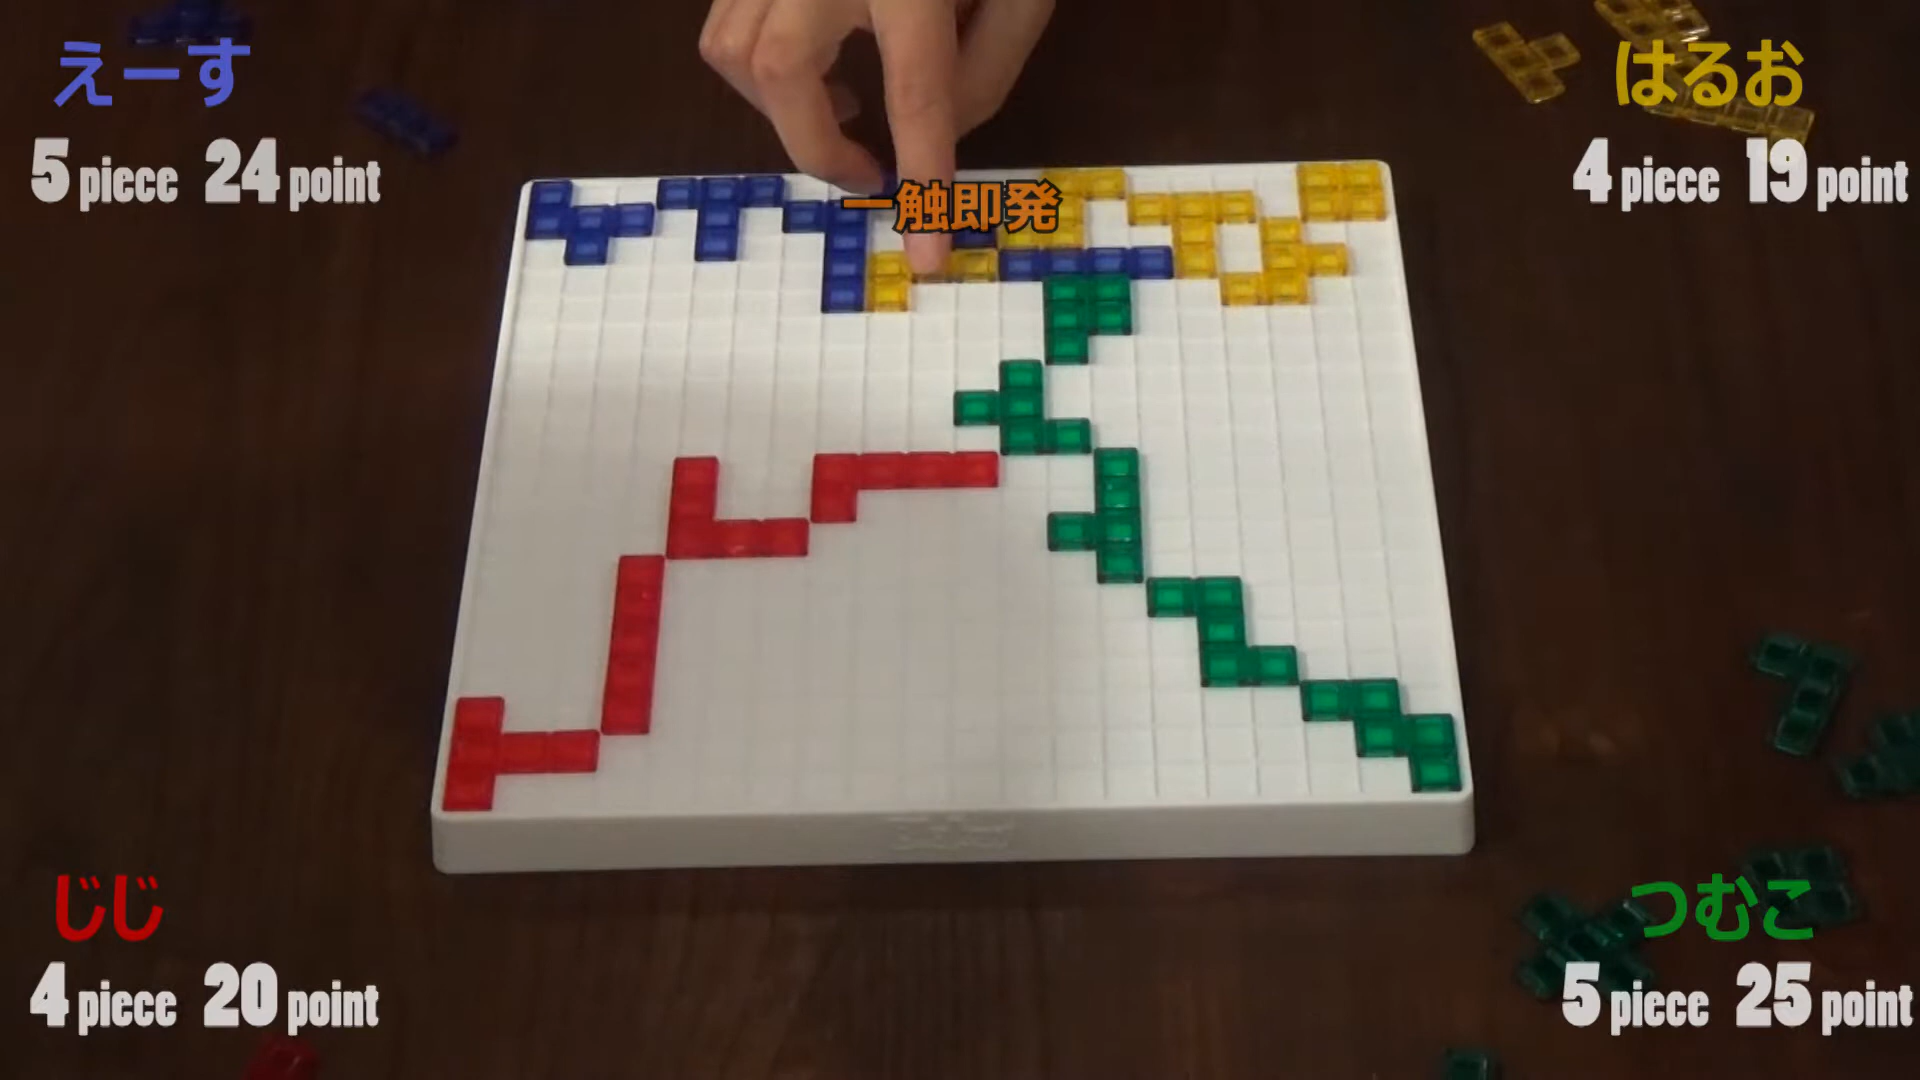 えーす
5 piece 24 point
はるお
4 piece 19 point
一触即発
じじ
4 piece 20 point
つむこ
5 piece 25 point